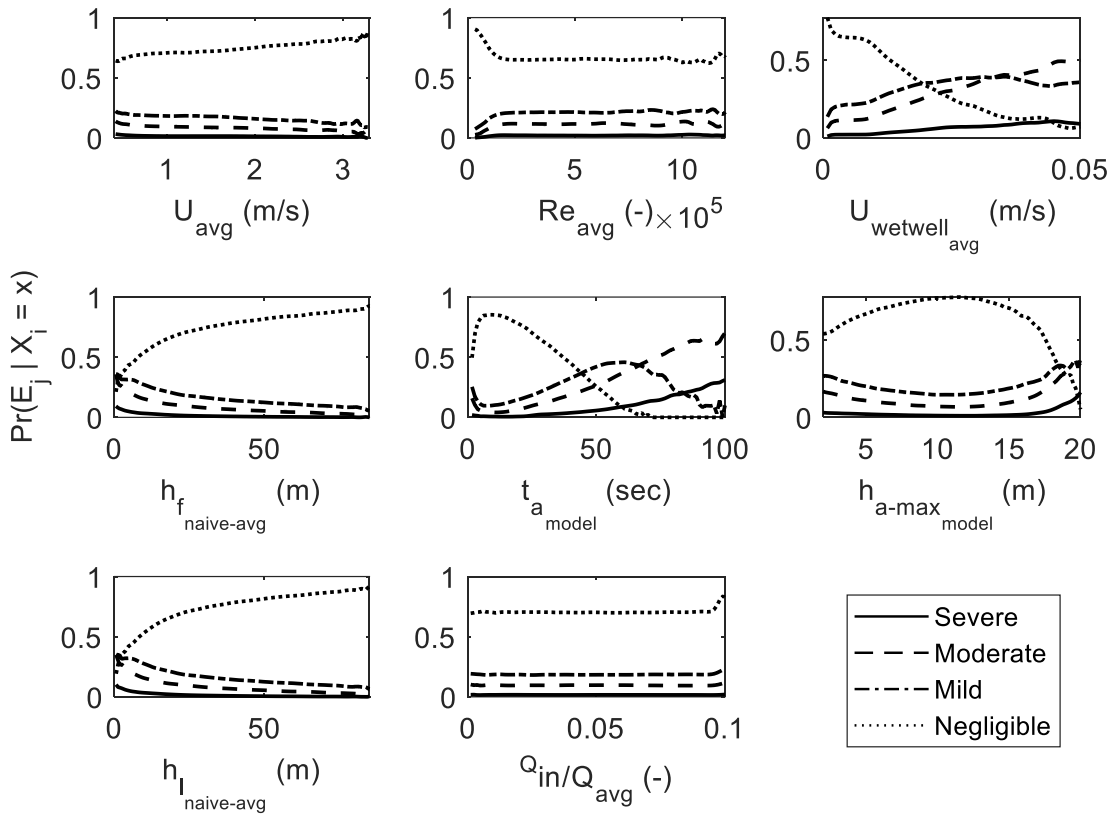 Pr(E_j | X_i = x)
1
0.5
0
1 2 3
U_avg (m/s)
1
0.5
0
0 5 10
Re_avg (-) ×10^5
0.5
0
0 0.05
U_wetwell_avg (m/s)
1
0.5
0
0 50
h_f_naive-avg (m)
1
0.5
0
0 50 100
t_a_model (sec)
0.5
0
5 10 15 20
h_a-max_model (m)
1
0.5
0
0 50
h_l_naive-avg (m)
1
0.5
0
0 0.05 0.1
Q_in/Q_avg (-)
Severe
Moderate
Mild
Negligible